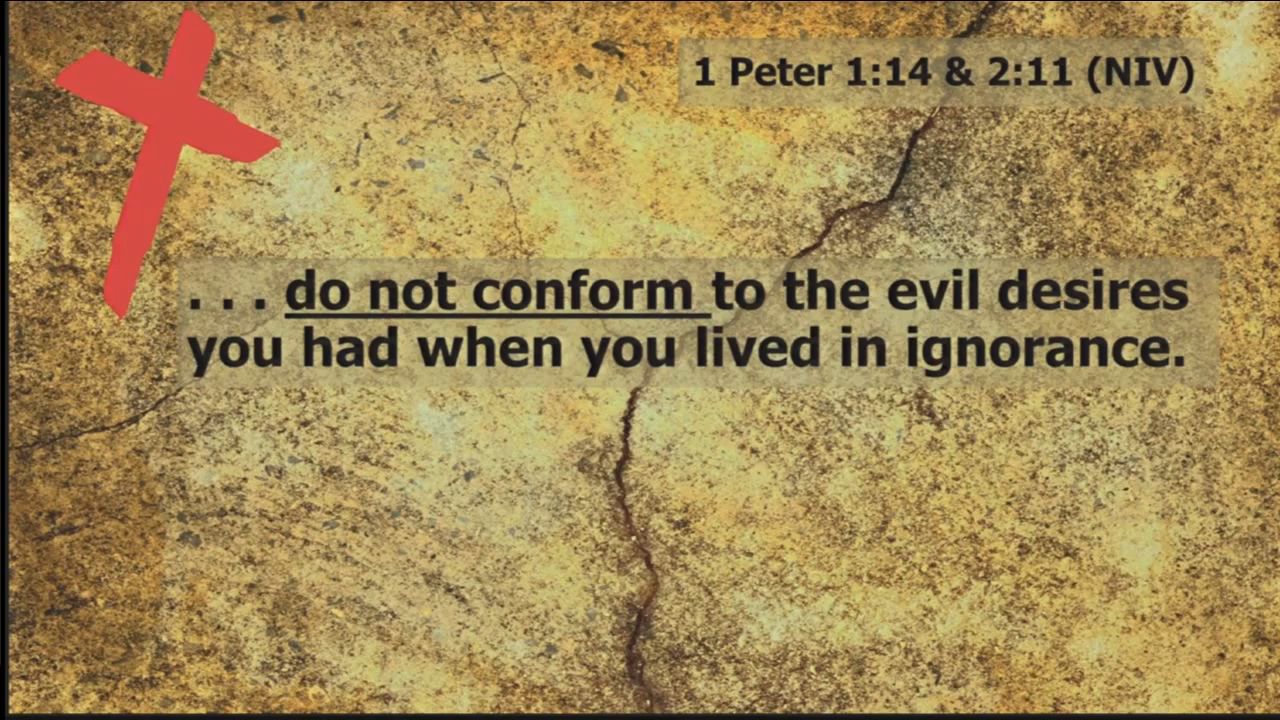 1 Peter 1:14 & 2:11 (NIV)
. . . do not conform to the evil desires
you had when you lived in ignorance.